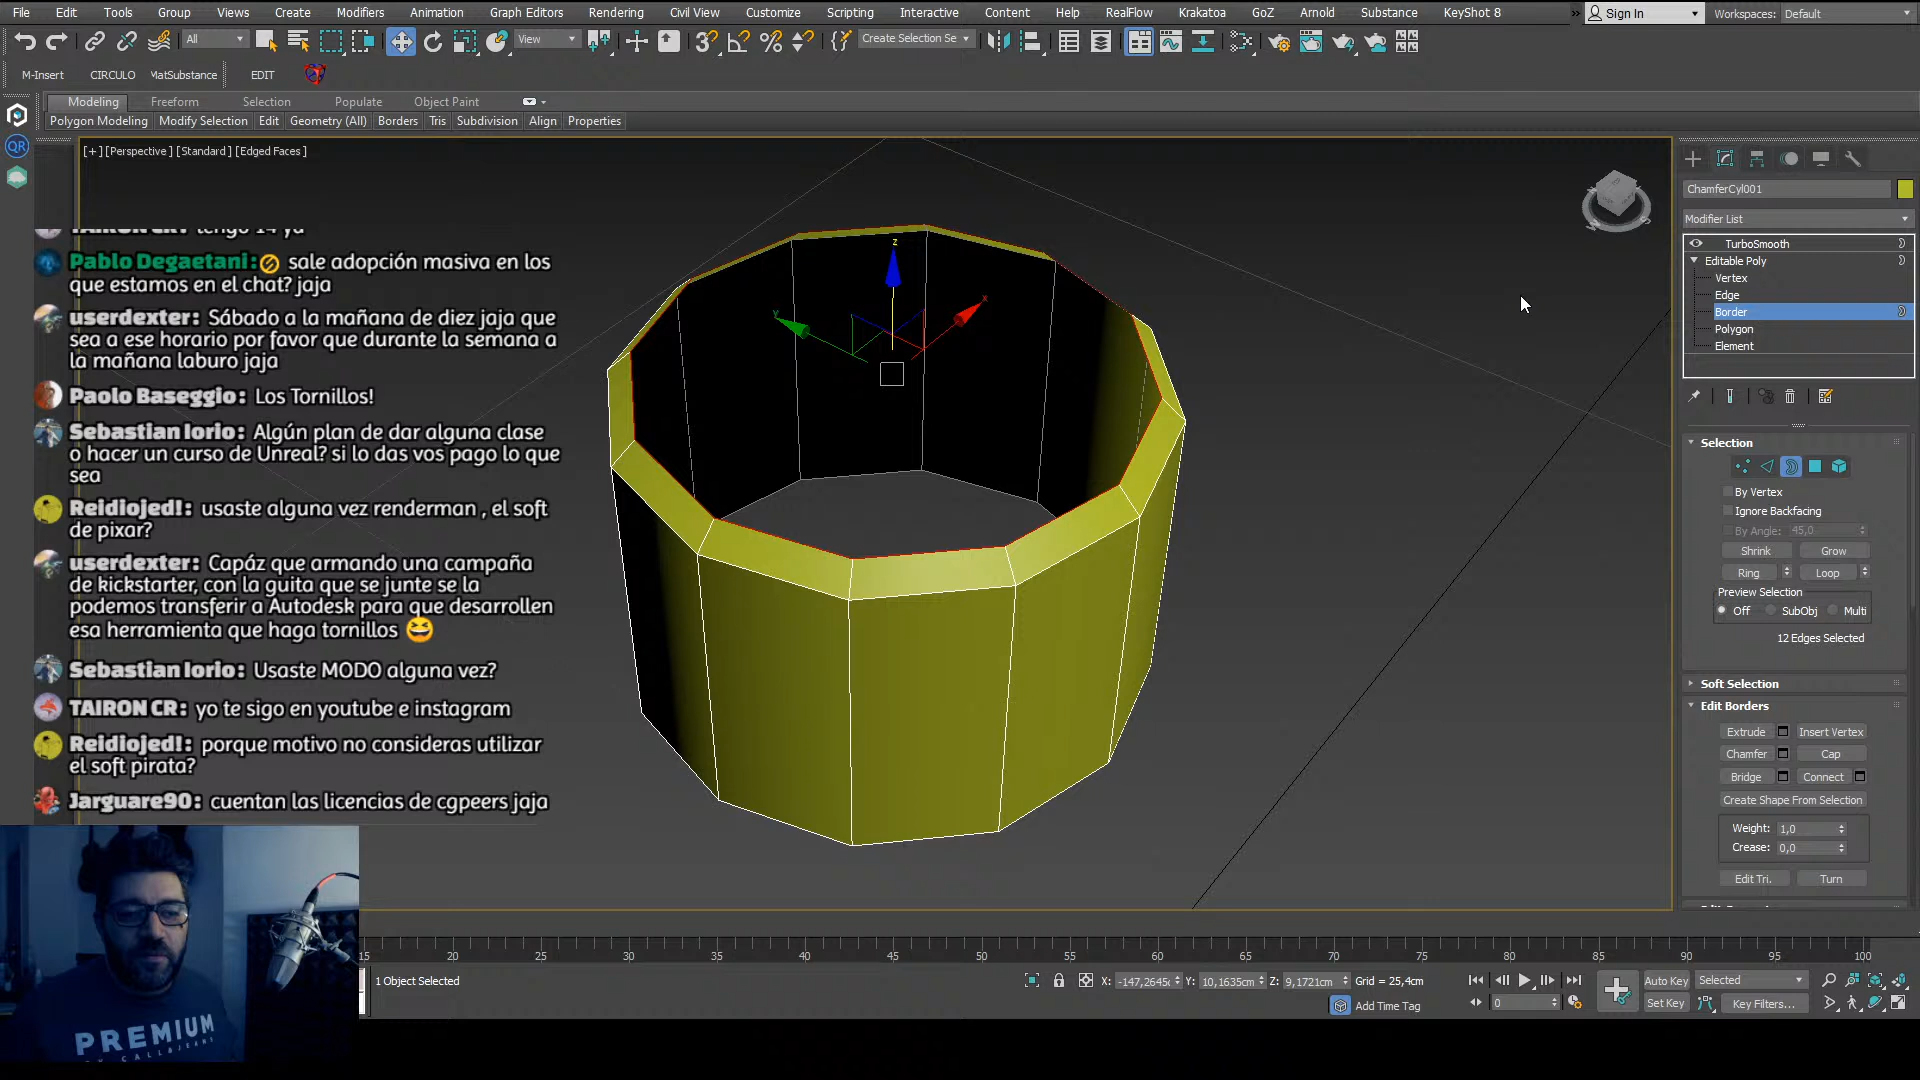 File Edit Tools Group Views Create Modifiers Animation Graph Editors Rendering Civil View Customize Scripting Interactive Content Help RealFlow Krakatoa GoZ Arnold Substance KeyShot 8 » Sign In Workspaces: Default
All View Create Selection Se
M-Insert CIRCULO MatSubstance EDIT
Modeling Freeform Selection Populate Object Paint
Polygon Modeling Modify Selection Edit Geometry (All) Borders Tris Subdivision Align Properties
QR
[+] [Perspective] [Standard] [Edged Faces]
z
x
y
TAIRON CR: tengo 14 ya
Pablo Degaetani: sale adopción masiva en los
que estamos en el chat? jaja
userdexter: Sábado a la mañana de diez jaja que
sea a ese horario por favor que durante la semana a
la mañana laburo jaja
Paolo Baseggio: Los Tornillos!
Sebastian Iorio: Algún plan de dar alguna clase
o hacer un curso de Unreal? si lo das vos pago lo que
sea
Reidiojed!: usaste alguna vez renderman , el soft
de pixar?
userdexter: Capáz que armando una campaña
de kickstarter, con la guita que se junte se la
podemos transferir a Autodesk para que desarrollen
esa herramienta que haga tornillos 😆
Sebastian Iorio: Usaste MODO alguna vez?
TAIRON CR: yo te sigo en youtube e instagram
Reidiojed!: porque motivo no consideras utilizar
el soft pirata?
Jarguare90: cuentan las licencias de cgpeers jaja
PREMIUM
ChamferCyl001
Modifier List
TurboSmooth
Editable Poly
Vertex
Edge
Border
Polygon
Element
Selection
By Vertex
Ignore Backfacing
By Angle: 45,0
Shrink Grow
Ring Loop
Preview Selection
Off SubObj Multi
12 Edges Selected
Soft Selection
Edit Borders
Extrude Insert Vertex
Chamfer Cap
Bridge Connect
Create Shape From Selection
Weight: 1,0
Crease: 0,0
Edit Tri. Turn
15 20 25 30 35 40 45 50 55 60 65 70 75 80 85 90 95 100
1 Object Selected X: -147,2645c Y: 10,1635cm Z: 9,1721cm Grid = 25,4cm Auto Key Selected
Add Time Tag 0 Set Key Key Filters...